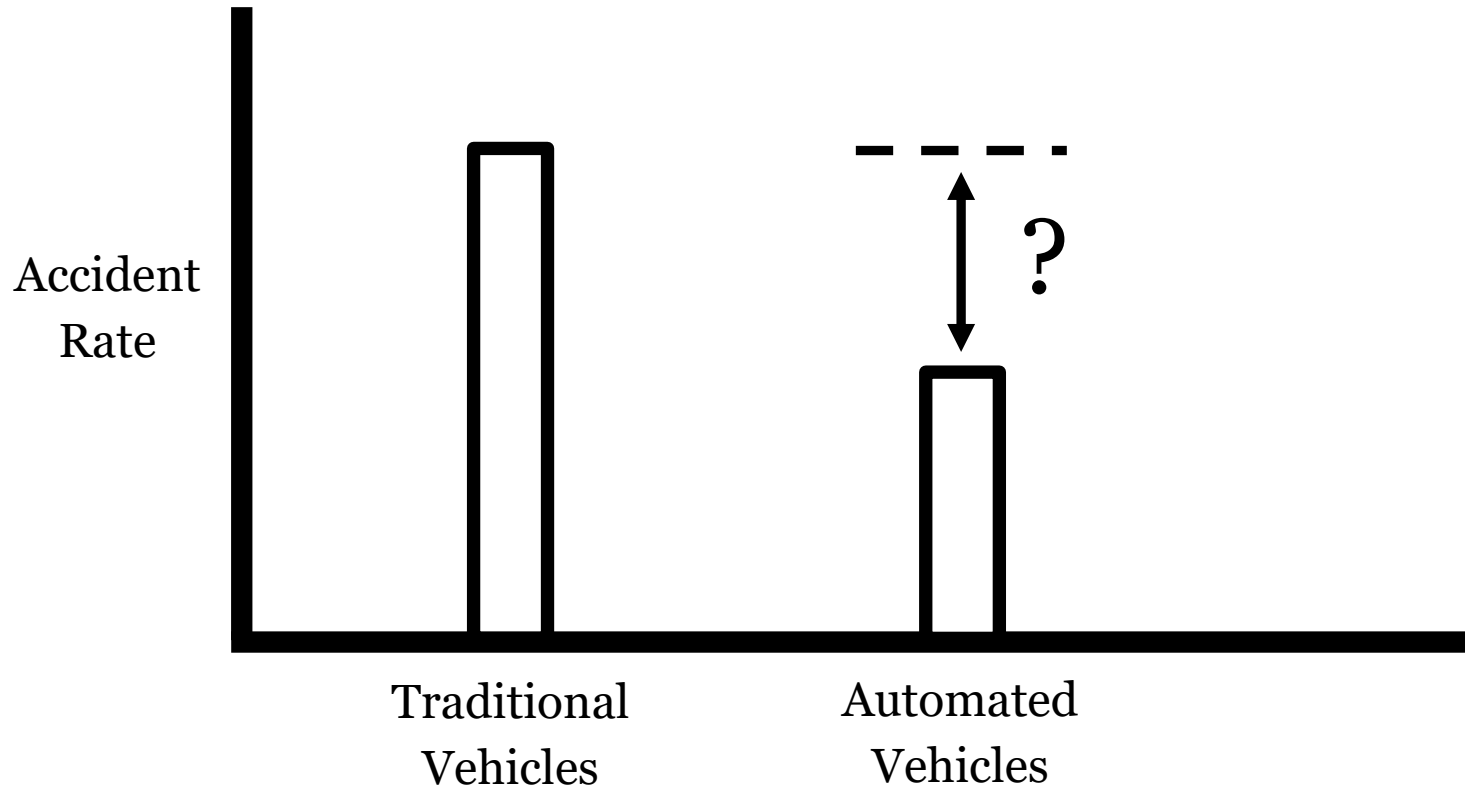 ?
Accident
Rate
Traditional
Vehicles
Automated
Vehicles